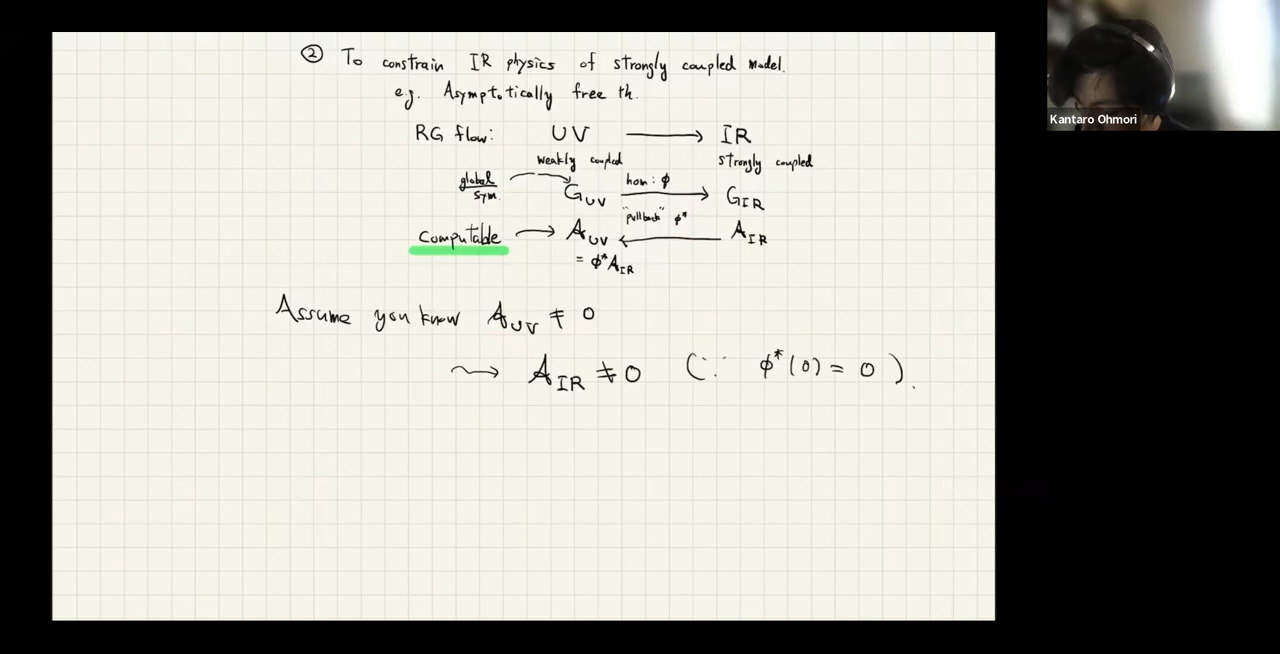 ② To constrain IR physics of strongly coupled model.
e.g. Asymptotically free th.
RG flow: UV ⟶ IR
weakly coupled strongly coupled
global sym. G_UV hom: φ ⟶ G_IR
"pullback" φ*
computable ⟶ A_UV ⟵ A_IR
= φ* A_IR
Assume you know A_UV ≠ 0
⇝ A_IR ≠ 0 (∵ φ*(0) = 0).
Kantaro Ohmori